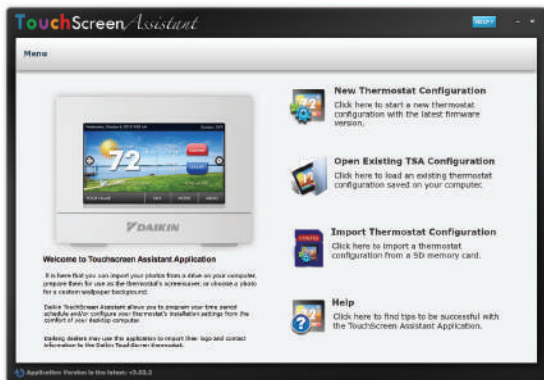 TouchScreen Assistant
HELP?
Menu
72
DAIKIN
Welcome to Touchscreen Assistant Application
It is here that you can import your photos from a drive on your computer,
prepare them for use as the thermostat's screensaver, or choose a photo
for a custom wallpaper background.
Daikin TouchScreen Assistant allows you to program your time period
schedule and/or configure your thermostat's installation settings from the
comfort of your desktop computer.
dealers may use this application to import their logo and contact
information to the Daikin thermostat.
New Thermostat Configuration
Click here to start a new thermostat
configuration with the latest firmware
version.
Open Existing TSA Configuration
Click here to load an existing thermostat
configuration saved on your computer.
Import Thermostat Configuration
Click here to import a thermostat
configuration from a SD memory card.
Help
Click here to find tips to be successful with
the TouchScreen Assistant Application.
Application Version is the latest: